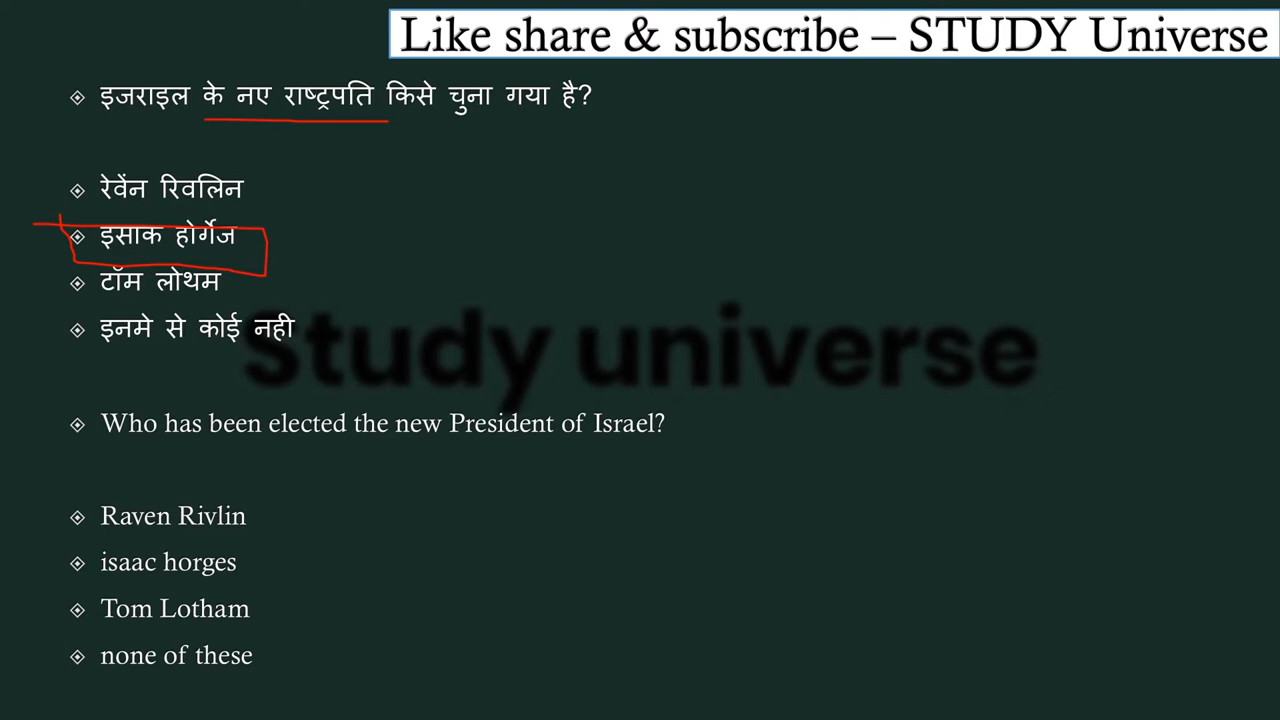 Like share & subscribe – STUDY Universe
इजराइल के नए राष्ट्रपति किसे चुना गया है?
रेवेंन रिवलिन
इसाक होर्गेज
टॉम लोथम
इनमे से कोई नही
Study universe
Who has been elected the new President of Israel?
Raven Rivlin
isaac horges
Tom Lotham
none of these